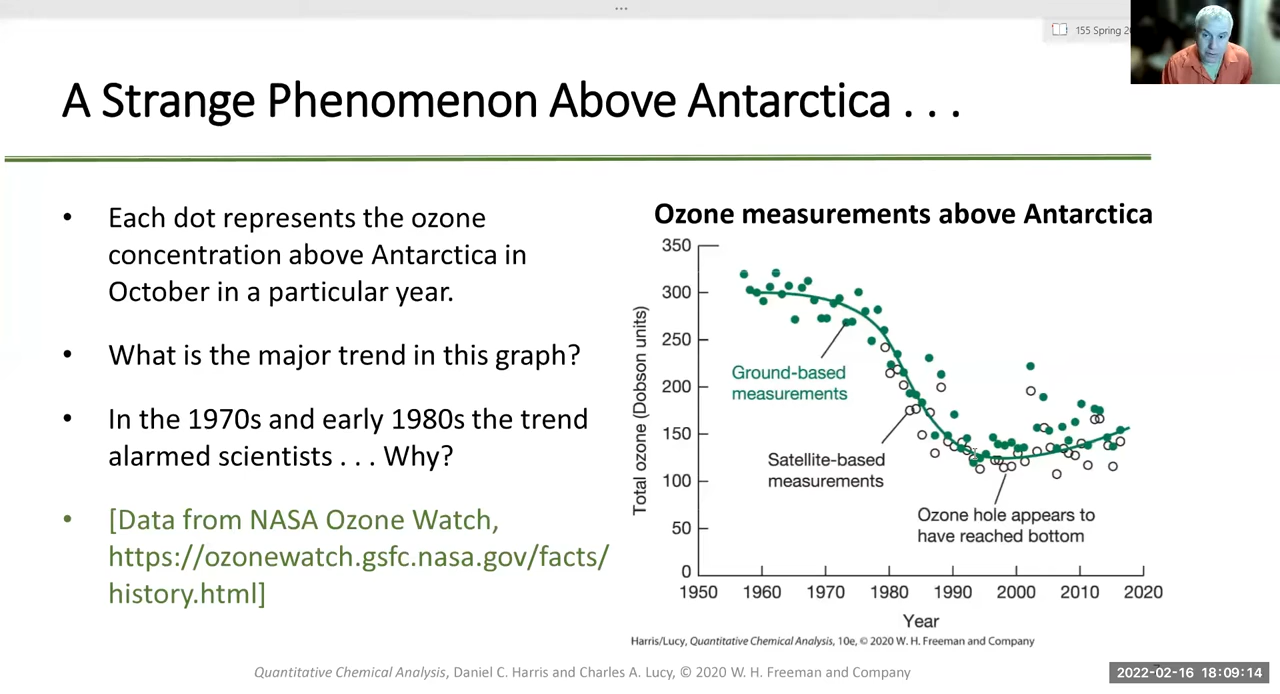 ...
155 Spring
A Strange Phenomenon Above Antarctica . . .
• Each dot represents the ozone
concentration above Antarctica in
October in a particular year.
• What is the major trend in this graph?
• In the 1970s and early 1980s the trend
alarmed scientists . . . Why?
• [Data from NASA Ozone Watch,
https://ozonewatch.gsfc.nasa.gov/facts/
history.html]
Ozone measurements above Antarctica
Total ozone (Dobson units)
350
300
250
200
150
100
50
0
Ground-based
measurements
Satellite-based
measurements
Ozone hole appears to
have reached bottom
1950 1960 1970 1980 1990 2000 2010 2020
Year
Harris/Lucy, Quantitative Chemical Analysis, 10e, © 2020 W. H. Freeman and Company
Quantitative Chemical Analysis, Daniel C. Harris and Charles A. Lucy, © 2020 W. H. Freeman and Company
2022-02-16 18:09:14